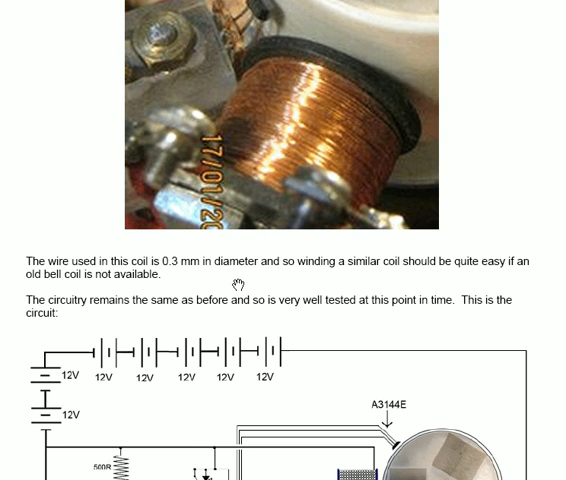 17/01/20
The wire used in this coil is 0.3 mm in diameter and so winding a similar coil should be quite easy if an
old bell coil is not available.
The circuitry remains the same as before and so is very well tested at this point in time.  This is the
circuit:
12V
12V
12V
12V
12V
12V
12V
A3144E
500R